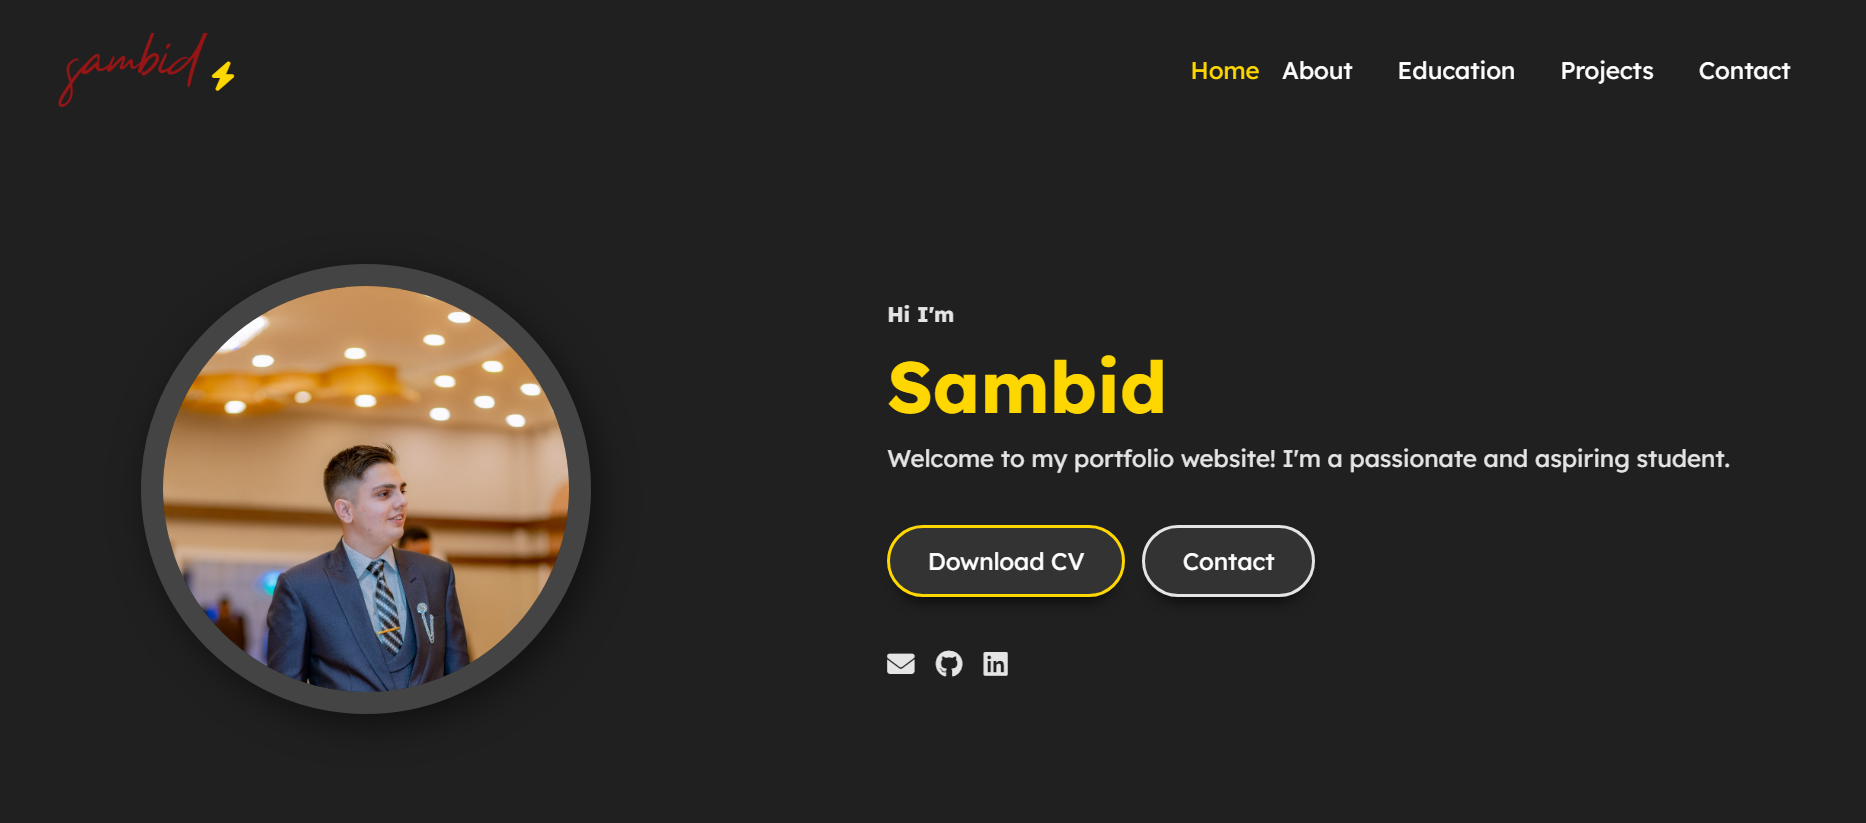 sambid
Home About Education Projects Contact
Hi I'm
Sambid
Welcome to my portfolio website! I'm a passionate and aspiring student.
Download CV Contact
in